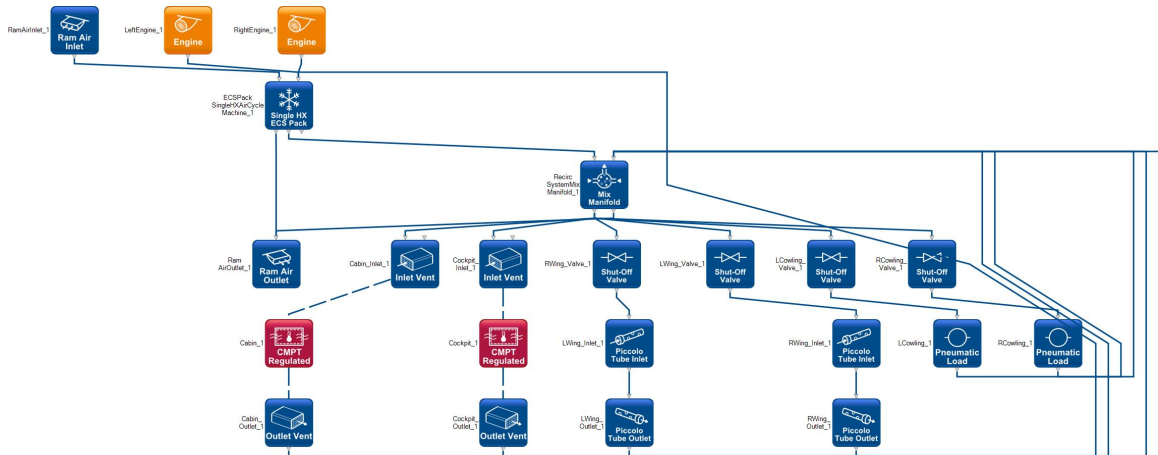 RamAirInlet_1
Ram Air
Inlet
LeftEngine_1
Engine
RightEngine_1
Engine
ECSPack
SingleHXAirCycle
Machine_1
Single HX
ECS Pack
Recirc
SystemMix
Manifold_1
Mix
Manifold
Ram
AirOutlet_1
Ram Air
Outlet
Cabin_Inlet_1
Inlet Vent
Cockpit_
Inlet_1
Inlet Vent
RWing_Valve_1
Shut-Off
Valve
LWing_Valve_1
Shut-Off
Valve
LCowling_
Valve_1
Shut-Off
Valve
RCowling_
Valve_1
Shut-Off
Valve
Cabin_1
CMPT
Regulated
Cockpit_1
CMPT
Regulated
LWing_Inlet_1
Piccolo
Tube Inlet
RWing_Inlet_1
Piccolo
Tube Inlet
LCowling_1
Pneumatic
Load
RCowling_1
Pneumatic
Load
Cabin_
Outlet_1
Outlet Vent
Cockpit_
Outlet_1
Outlet Vent
LWing_
Outlet_1
Piccolo
Tube Outlet
RWing_
Outlet_1
Piccolo
Tube Outlet